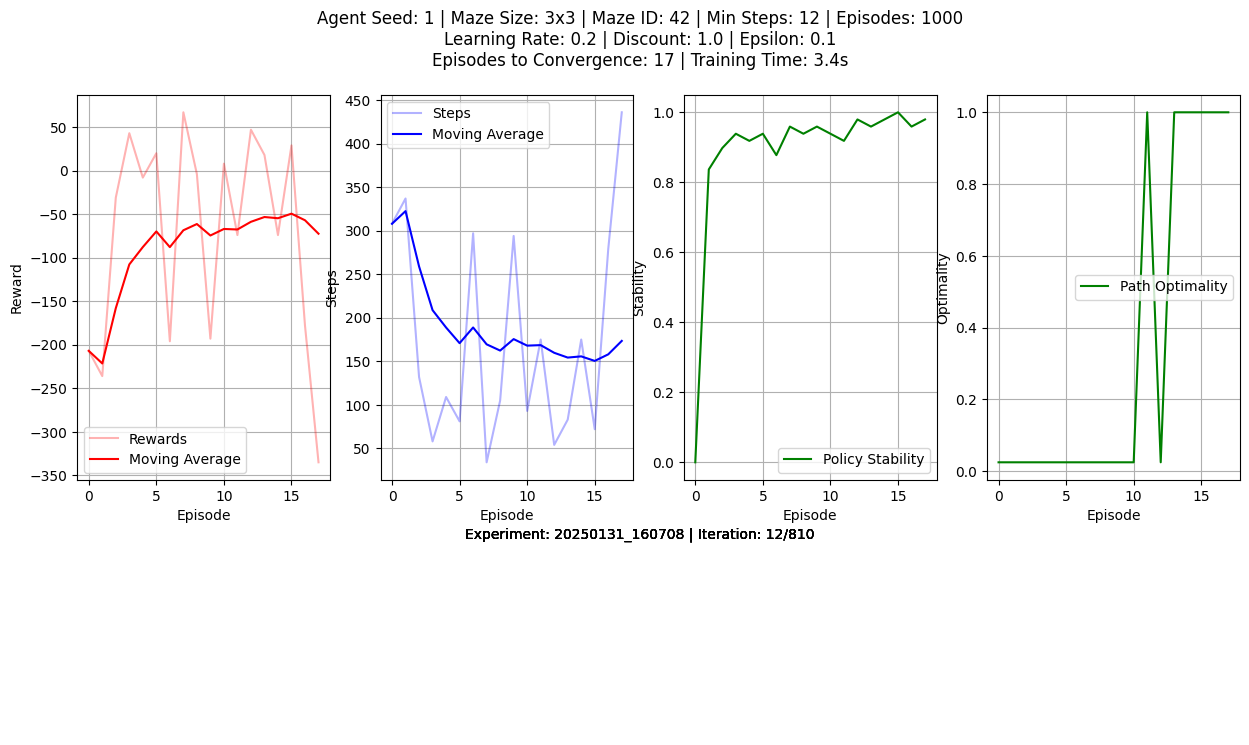 Agent Seed: 1 | Maze Size: 3x3 | Maze ID: 42 | Min Steps: 12 | Episodes: 1000
Learning Rate: 0.2 | Discount: 1.0 | Epsilon: 0.1
Episodes to Convergence: 17 | Training Time: 3.4s
Reward
50
0
−50
−100
−150
−200
−250
−300
−350
Rewards
Moving Average
0 5 10 15
Episode
Steps
450
400
350
300
250
200
150
100
50
Steps
Moving Average
0 5 10 15
Episode
Stability
1.0
0.8
0.6
0.4
0.2
0.0
Policy Stability
0 5 10 15
Episode
Optimality
1.0
0.8
0.6
0.4
0.2
0.0
Path Optimality
0 5 10 15
Episode
Experiment: 20250131_160708 | Iteration: 12/810